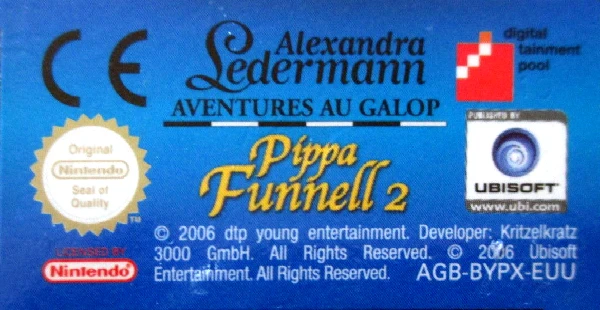 CE
Alexandra
Ledermann
AVENTURES AU GALOP
digital
tainment
pool
Original
Nintendo
Seal of
Quality
TM
Pippa
Funnell 2
PUBLISHED BY
UBISOFT
www.ubi.com
LICENSED BY
Nintendo
© 2006 dtp young entertainment. Developer: Kritzelkratz
3000 GmbH. All Rights Reserved. © 2006 Ubisoft
Entertainment. All Rights Reserved. AGB-BYPX-EUU